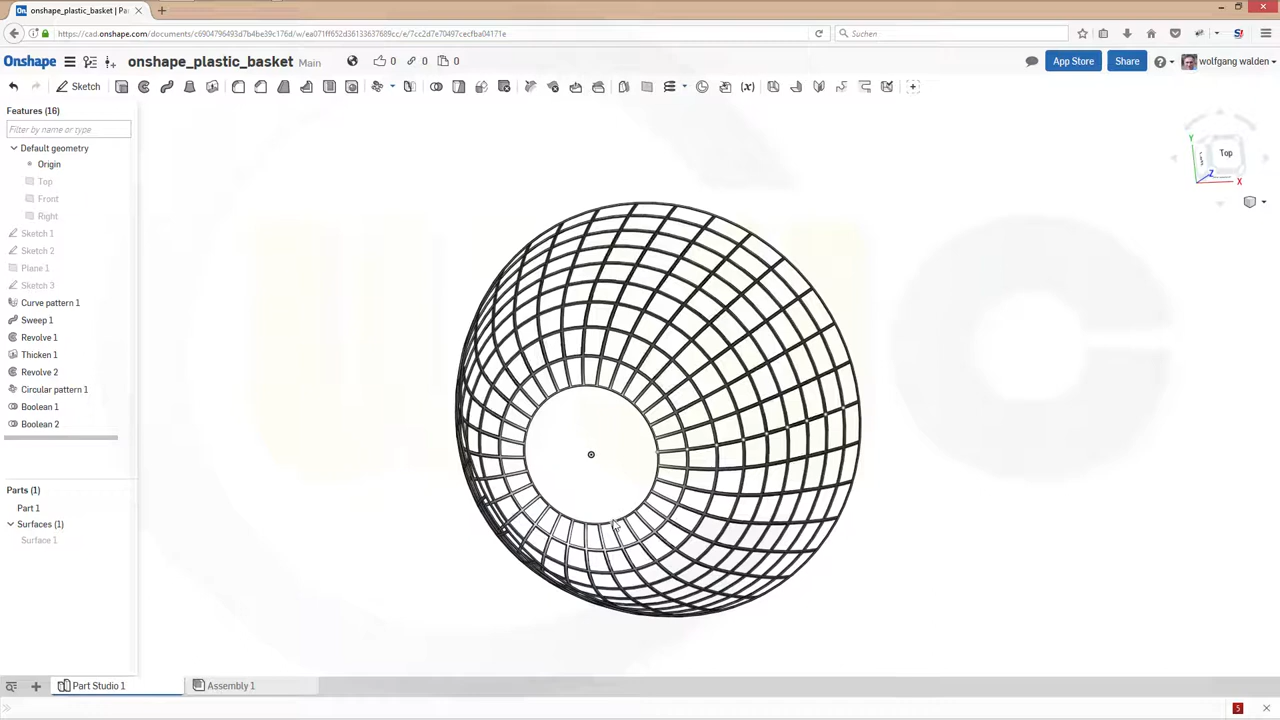 onshape_plastic_basket | Pa
https://cad.onshape.com/documents/c6904796493d7b4be39c176d/w/ea071ff652d36133637689cc/e/7cc2d7e70497cecfba04171e
Suchen
Onshape
onshape_plastic_basket Main
0
0
0
App Store
Share
wolfgang walden
Sketch
(x)
Features (16)
Filter by name or type
Default geometry
Origin
Top
Front
Right
Sketch 1
Sketch 2
Plane 1
Sketch 3
Curve pattern 1
Sweep 1
Revolve 1
Thicken 1
Revolve 2
Circular pattern 1
Boolean 1
Boolean 2
Parts (1)
Part 1
Surfaces (1)
Surface 1
Y
Top
Z
X
Part Studio 1
Assembly 1
5